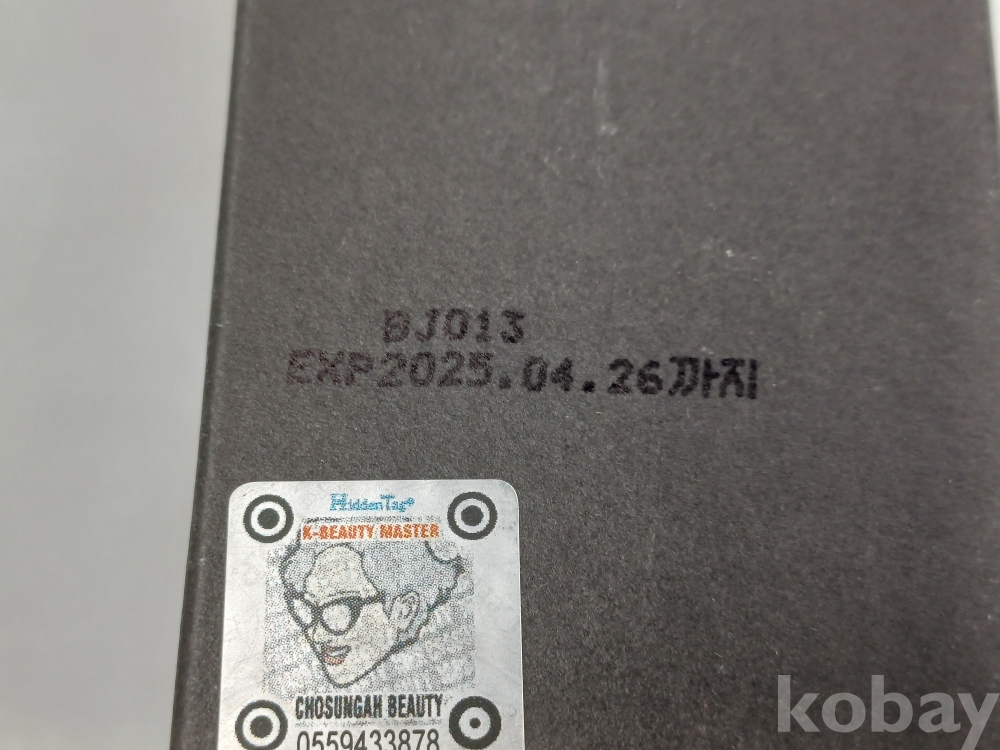 BJ013
EXP2025.04.26까지
HiddenTag®
K-BEAUTY MASTER
CHOSUNGAH BEAUTY
0559433878
kobay